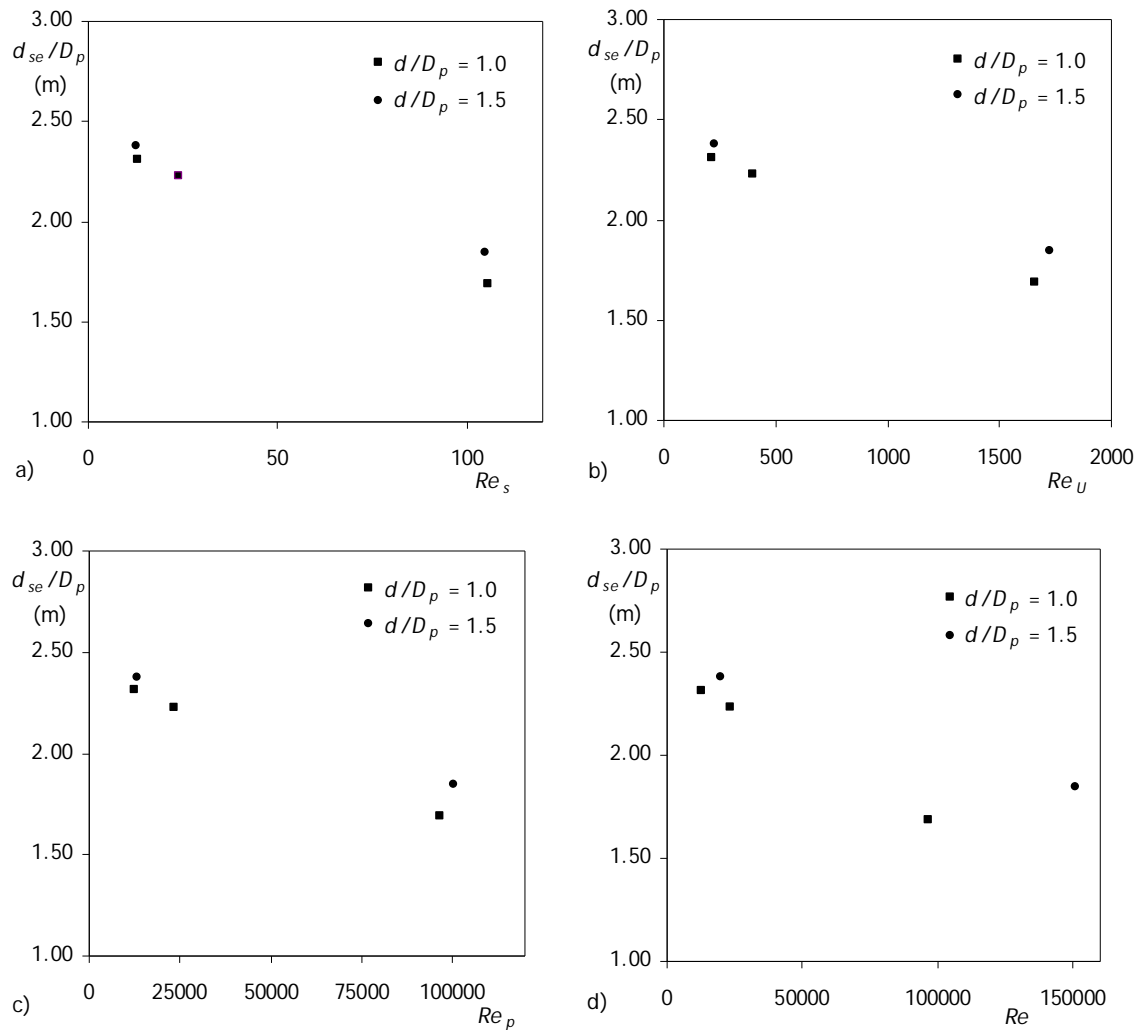 3.00
d_se/D_p
(m)
2.50
2.00
1.50
1.00
0 50 100
Re_s
a)
■ d/D_p = 1.0
● d/D_p = 1.5
3.00
d_se/D_p
(m)
2.50
2.00
1.50
1.00
0 500 1000 1500 2000
Re_U
b)
■ d/D_p = 1.0
● d/D_p = 1.5
3.00
d_se/D_p
(m)
2.50
2.00
1.50
1.00
0 25000 50000 75000 100000
Re_p
c)
■ d/D_p = 1.0
● d/D_p = 1.5
3.00
d_se/D_p
(m)
2.50
2.00
1.50
1.00
0 50000 100000 150000
Re
d)
■ d/D_p = 1.0
● d/D_p = 1.5